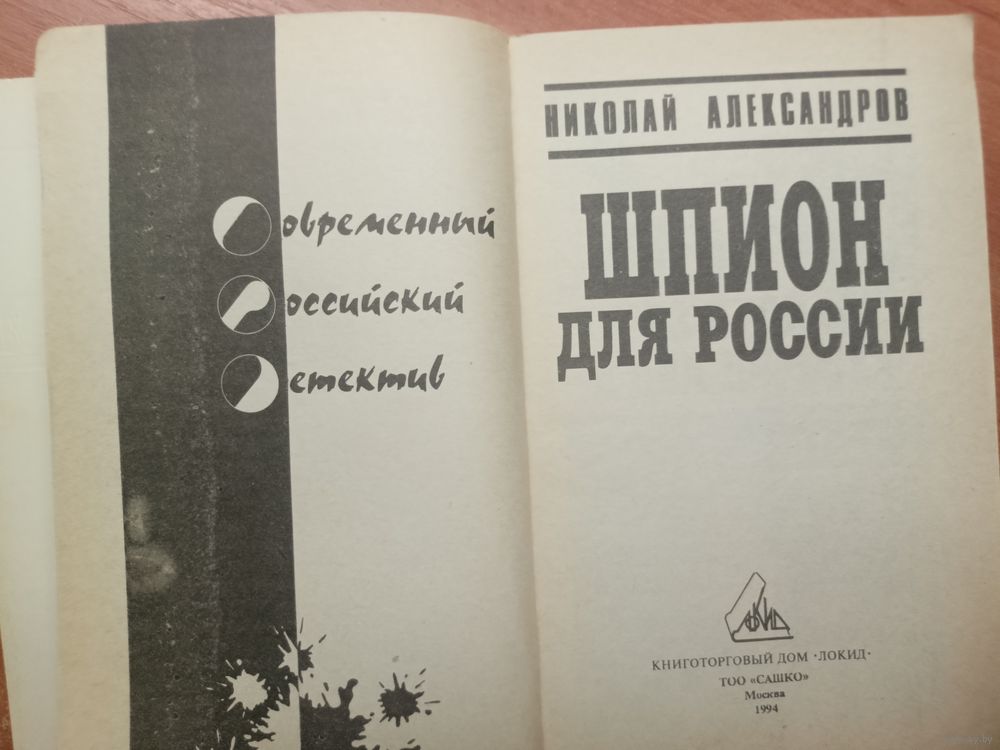 Современный
Российский
Детектив
НИКОЛАЙ АЛЕКСАНДРОВ
ШПИОН
ДЛЯ РОССИИ
ЛОКИД
КНИГОТОРГОВЫЙ ДОМ «ЛОКИД»
ТОО «САШКО»
Москва
1994